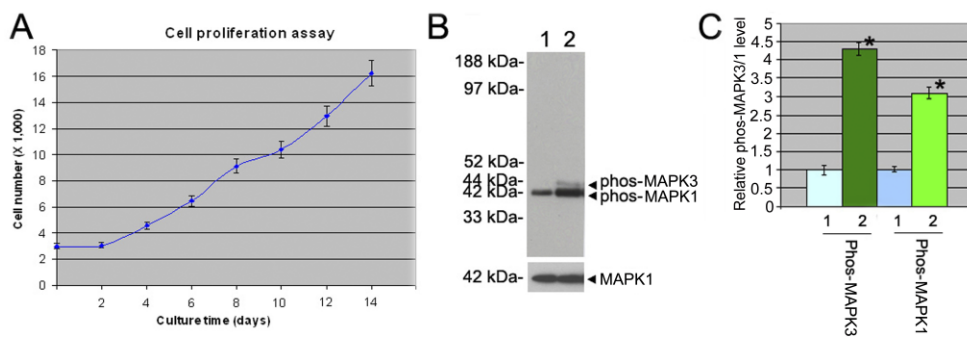 A
Cell proliferation assay
Cell number (X 1,000)
18
16
14
12
10
8
6
4
2
0
2 4 6 8 10 12 14
Culture time (days)
B
1 2
188 kDa-
97 kDa-
52 kDa-
44 kDa-
42 kDa-
33 kDa-
phos-MAPK3
phos-MAPK1
42 kDa-
MAPK1
C
Relative phos-MAPK3/1 level
5
4.5
4
3.5
3
2.5
2
1.5
1
0.5
0
* *
1 2 1 2
Phos-MAPK3
Phos-MAPK1